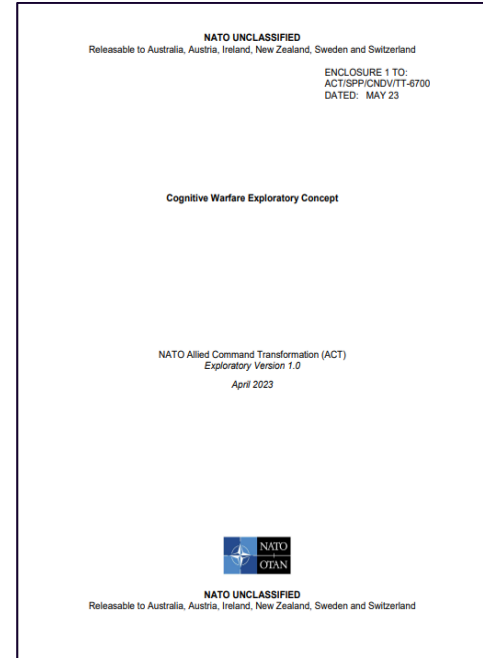 NATO UNCLASSIFIED
Releasable to Australia, Austria, Ireland, New Zealand, Sweden and Switzerland
ENCLOSURE 1 TO:
ACT/SPP/CNDV/TT-6700
DATED: MAY 23
Cognitive Warfare Exploratory Concept
NATO Allied Command Transformation (ACT)
Exploratory Version 1.0
April 2023
NATO
OTAN
NATO UNCLASSIFIED
Releasable to Australia, Austria, Ireland, New Zealand, Sweden and Switzerland